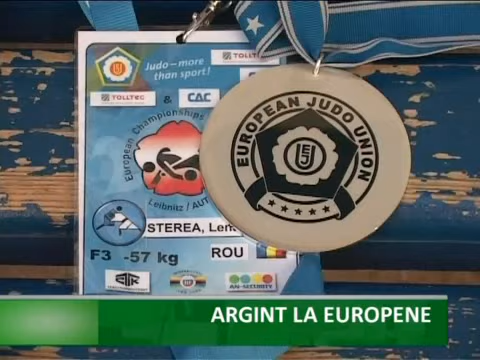 Judo – more
than sport!
TOLLTEC
TOLLTEC
&
CAC
European Championships
Leibnitz / AUT
STEREA,
F3 -57 kg
ROU
EUROPEAN JUDO UNION
EJU
ARGINT LA EUROPENE